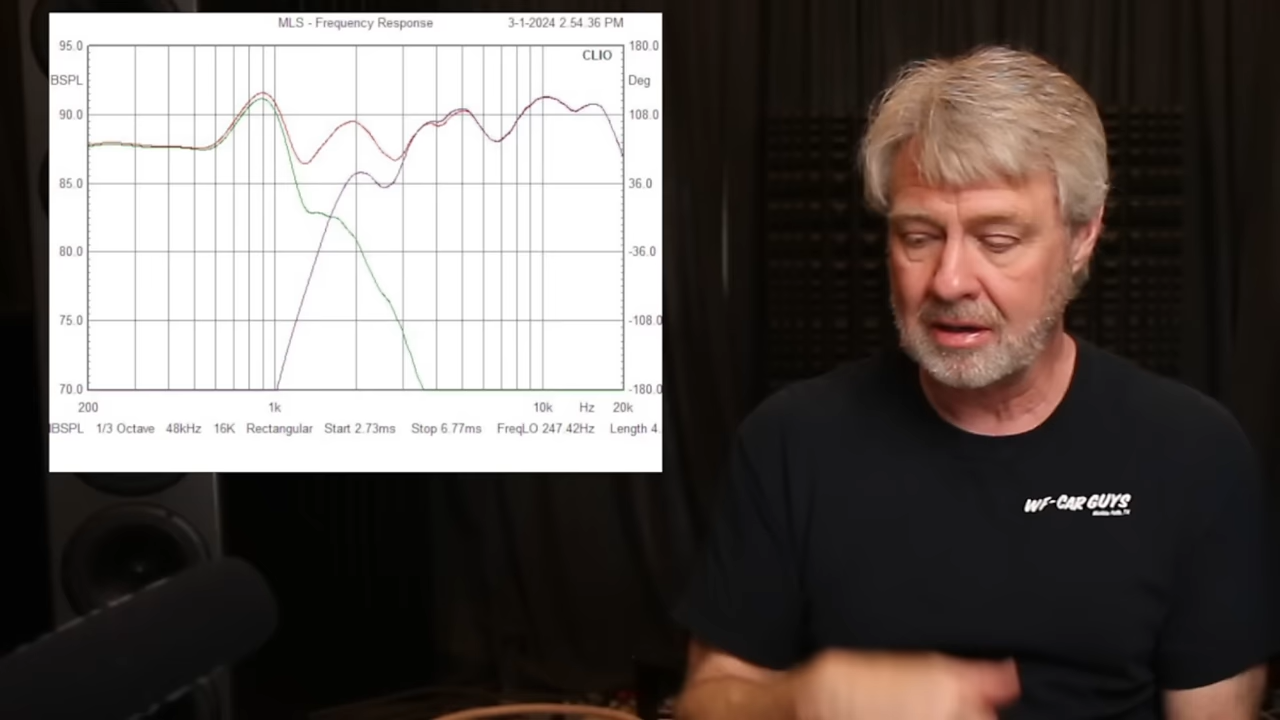 MLS - Frequency Response 3-1-2024 2.54.36 PM
95.0 180.0
CLIO
BSPL Deg
90.0 108.0
85.0 36.0
80.0 -36.0
75.0 -108.0
70.0 -180.0
200 1k 10k Hz 20k
BSPL 1/3 Octave 48kHz 16K Rectangular Start 2.73ms Stop 6.77ms FreqLO 247.42Hz Length 4.
WF-CAR GUYS